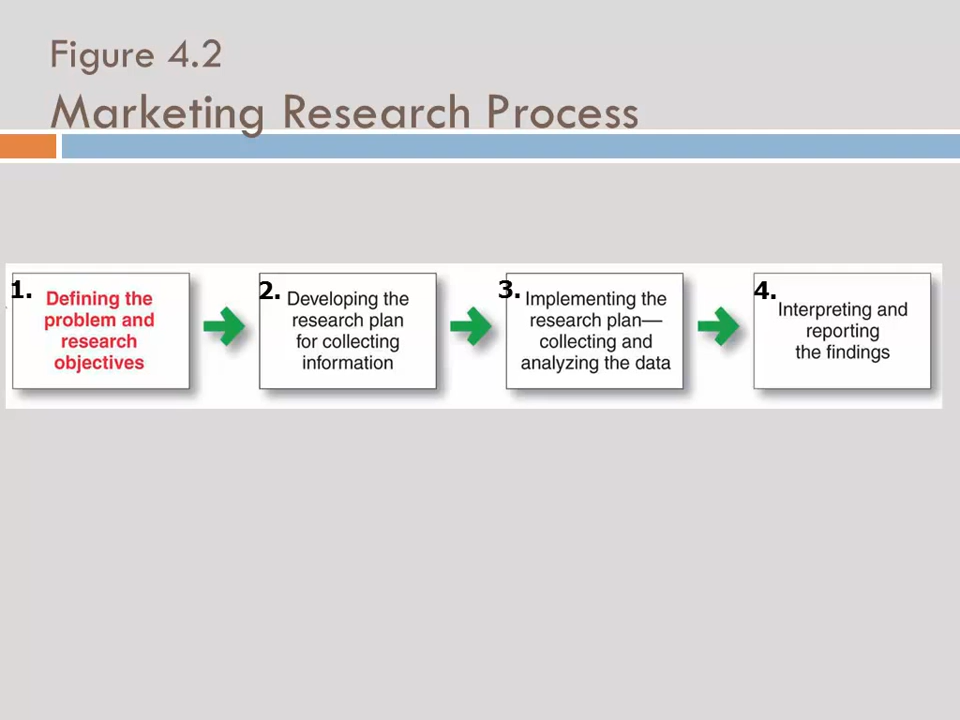 Figure 4.2
Marketing Research Process
1.
Defining the
problem and
research
objectives
2.
Developing the
research plan
for collecting
information
3.
Implementing the
research plan—
collecting and
analyzing the data
4.
Interpreting and
reporting
the findings